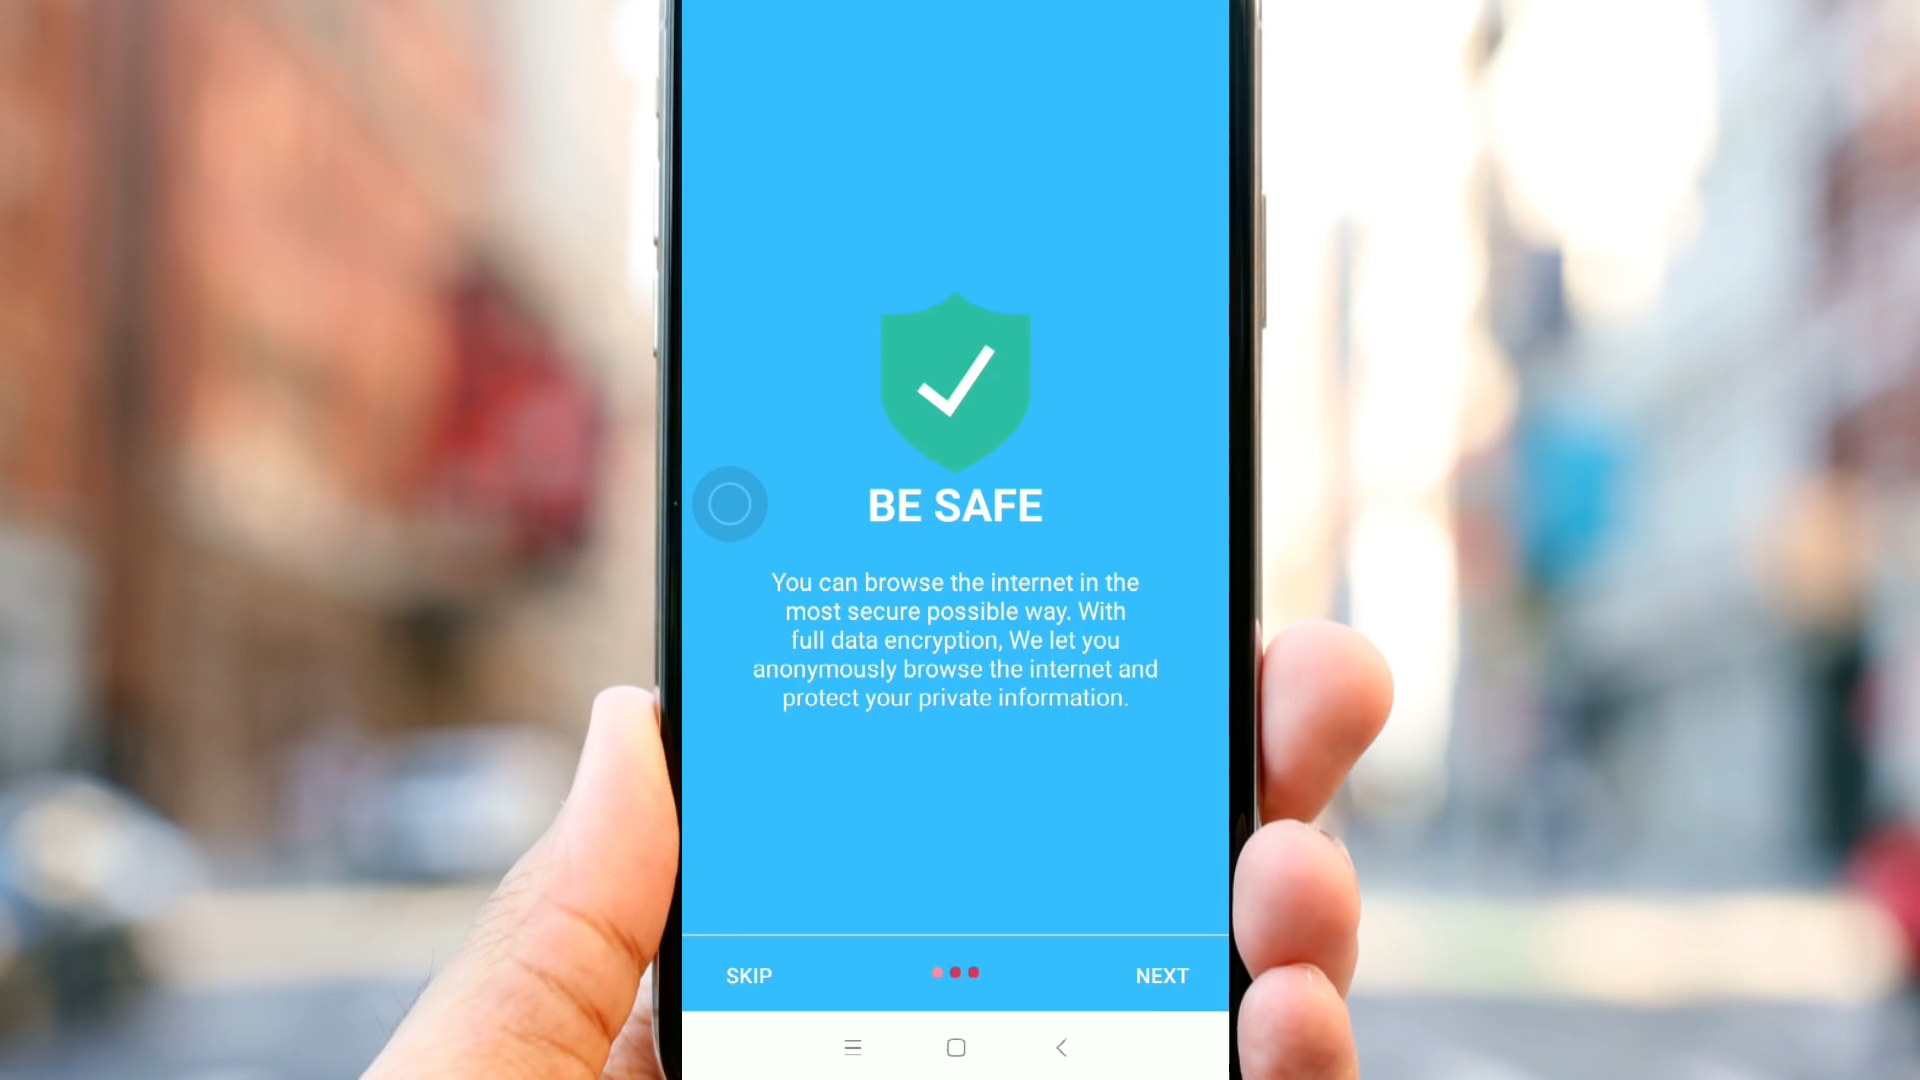 BE SAFE
You can browse the internet in the
most secure possible way. With
full data encryption, We let you
anonymously browse the internet and
protect your private information.
SKIP
NEXT